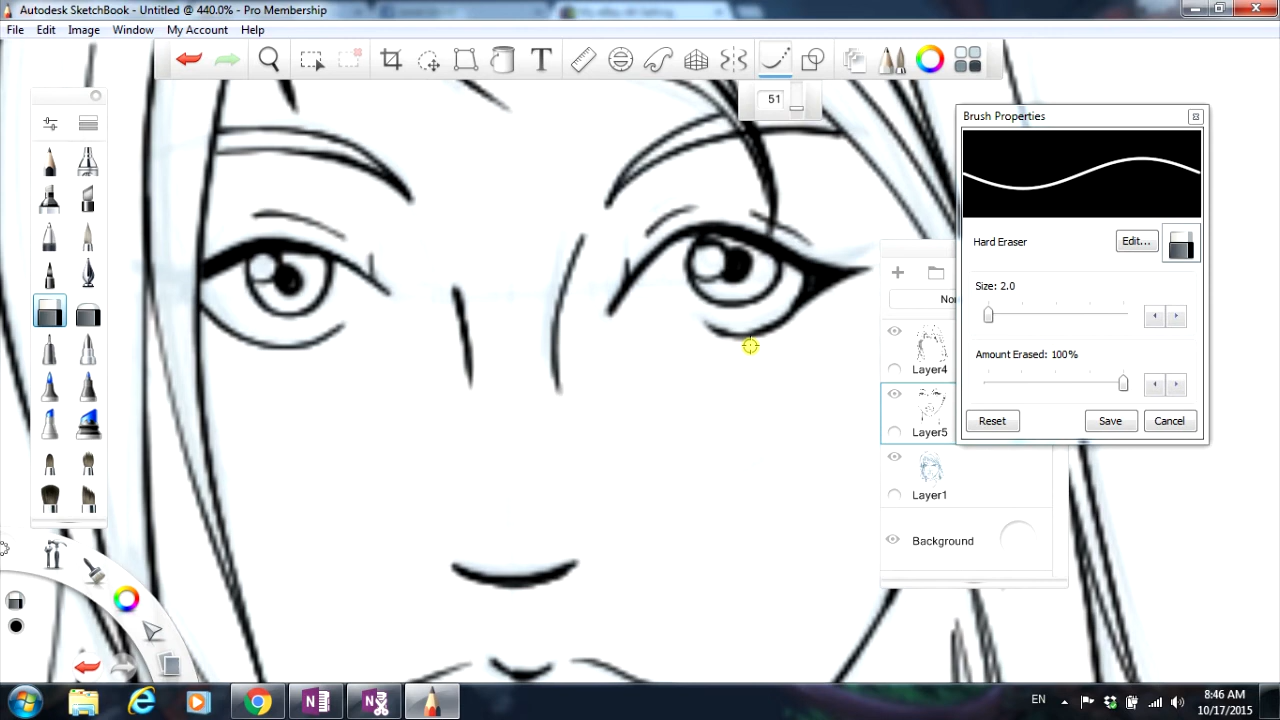 Autodesk SketchBook - Untitled @ 440.0% - Pro Membership
File Edit Image Window My Account Help
T
51
Brush Properties
Hard Eraser
Edit...
Size: 2.0
Amount Erased: 100%
Reset
Save
Cancel
Layer4
Layer5
Layer1
Background
EN
8:46 AM
10/17/2015